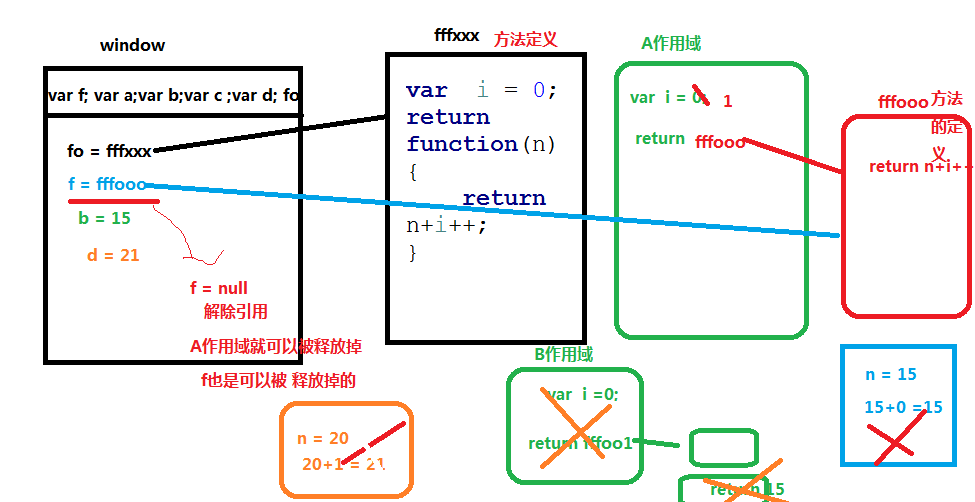 window
var f; var a;var b;var c ;var d; fo
fo = fffxxx
f = fffooo
b = 15
d = 21
f = null
解除引用
A作用域就可以被释放掉
f也是可以被 释放掉的
fffxxx 方法定义
var i = 0;
return
function(n)
{
return
n+i++;
}
A作用域
var i = 0; 1
return fffooo
fffooo 方法
的定
义.
return n+i++
n = 20
20+1 = 21
B作用域
var i =0;
return fffoo1
return 15
n = 15
15+0 =15